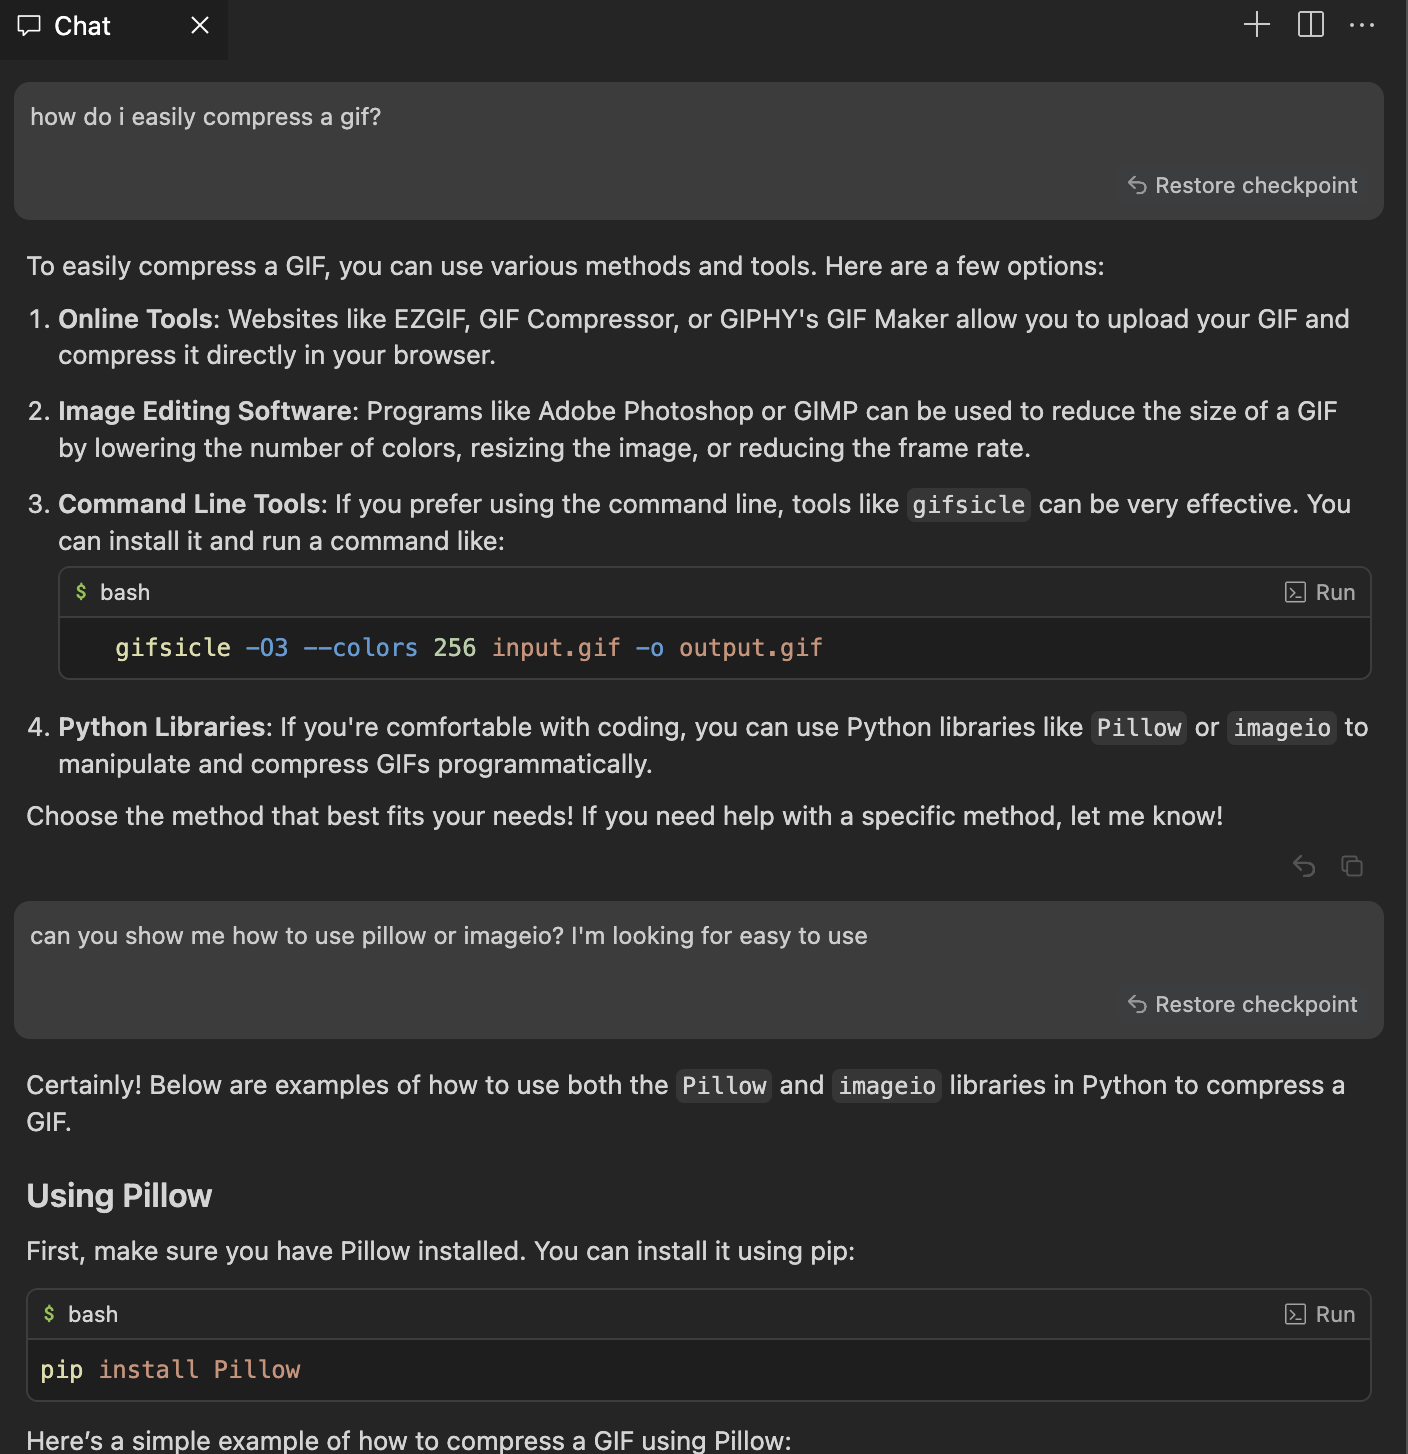 Chat
how do i easily compress a gif?
Restore checkpoint
To easily compress a GIF, you can use various methods and tools. Here are a few options:
1. Online Tools: Websites like EZGIF, GIF Compressor, or GIPHY's GIF Maker allow you to upload your GIF and
compress it directly in your browser.
2. Image Editing Software: Programs like Adobe Photoshop or GIMP can be used to reduce the size of a GIF
by lowering the number of colors, resizing the image, or reducing the frame rate.
3. Command Line Tools: If you prefer using the command line, tools like gifsicle can be very effective. You
can install it and run a command like:
$ bash Run
gifsicle -O3 --colors 256 input.gif -o output.gif
4. Python Libraries: If you're comfortable with coding, you can use Python libraries like Pillow or imageio to
manipulate and compress GIFs programmatically.
Choose the method that best fits your needs! If you need help with a specific method, let me know!
can you show me how to use pillow or imageio? I'm looking for easy to use
Restore checkpoint
Certainly! Below are examples of how to use both the Pillow and imageio libraries in Python to compress a
GIF.
Using Pillow
First, make sure you have Pillow installed. You can install it using pip:
$ bash Run
pip install Pillow
Here’s a simple example of how to compress a GIF using Pillow: